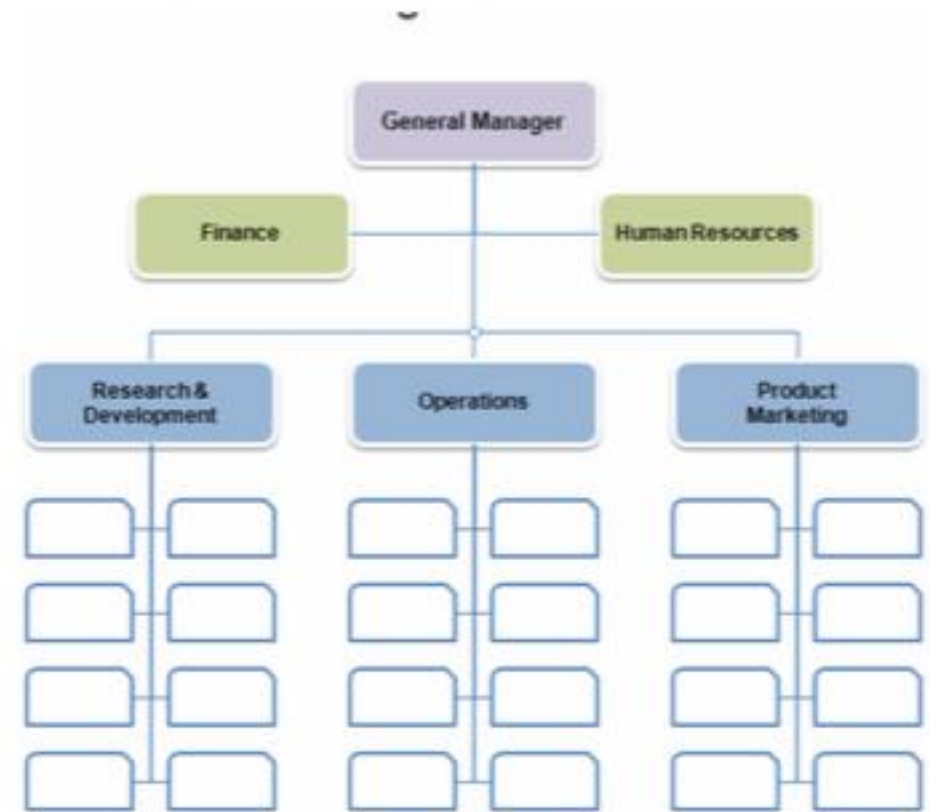 General Manager
Finance
Human Resources
Research &
Development
Operations
Product
Marketing